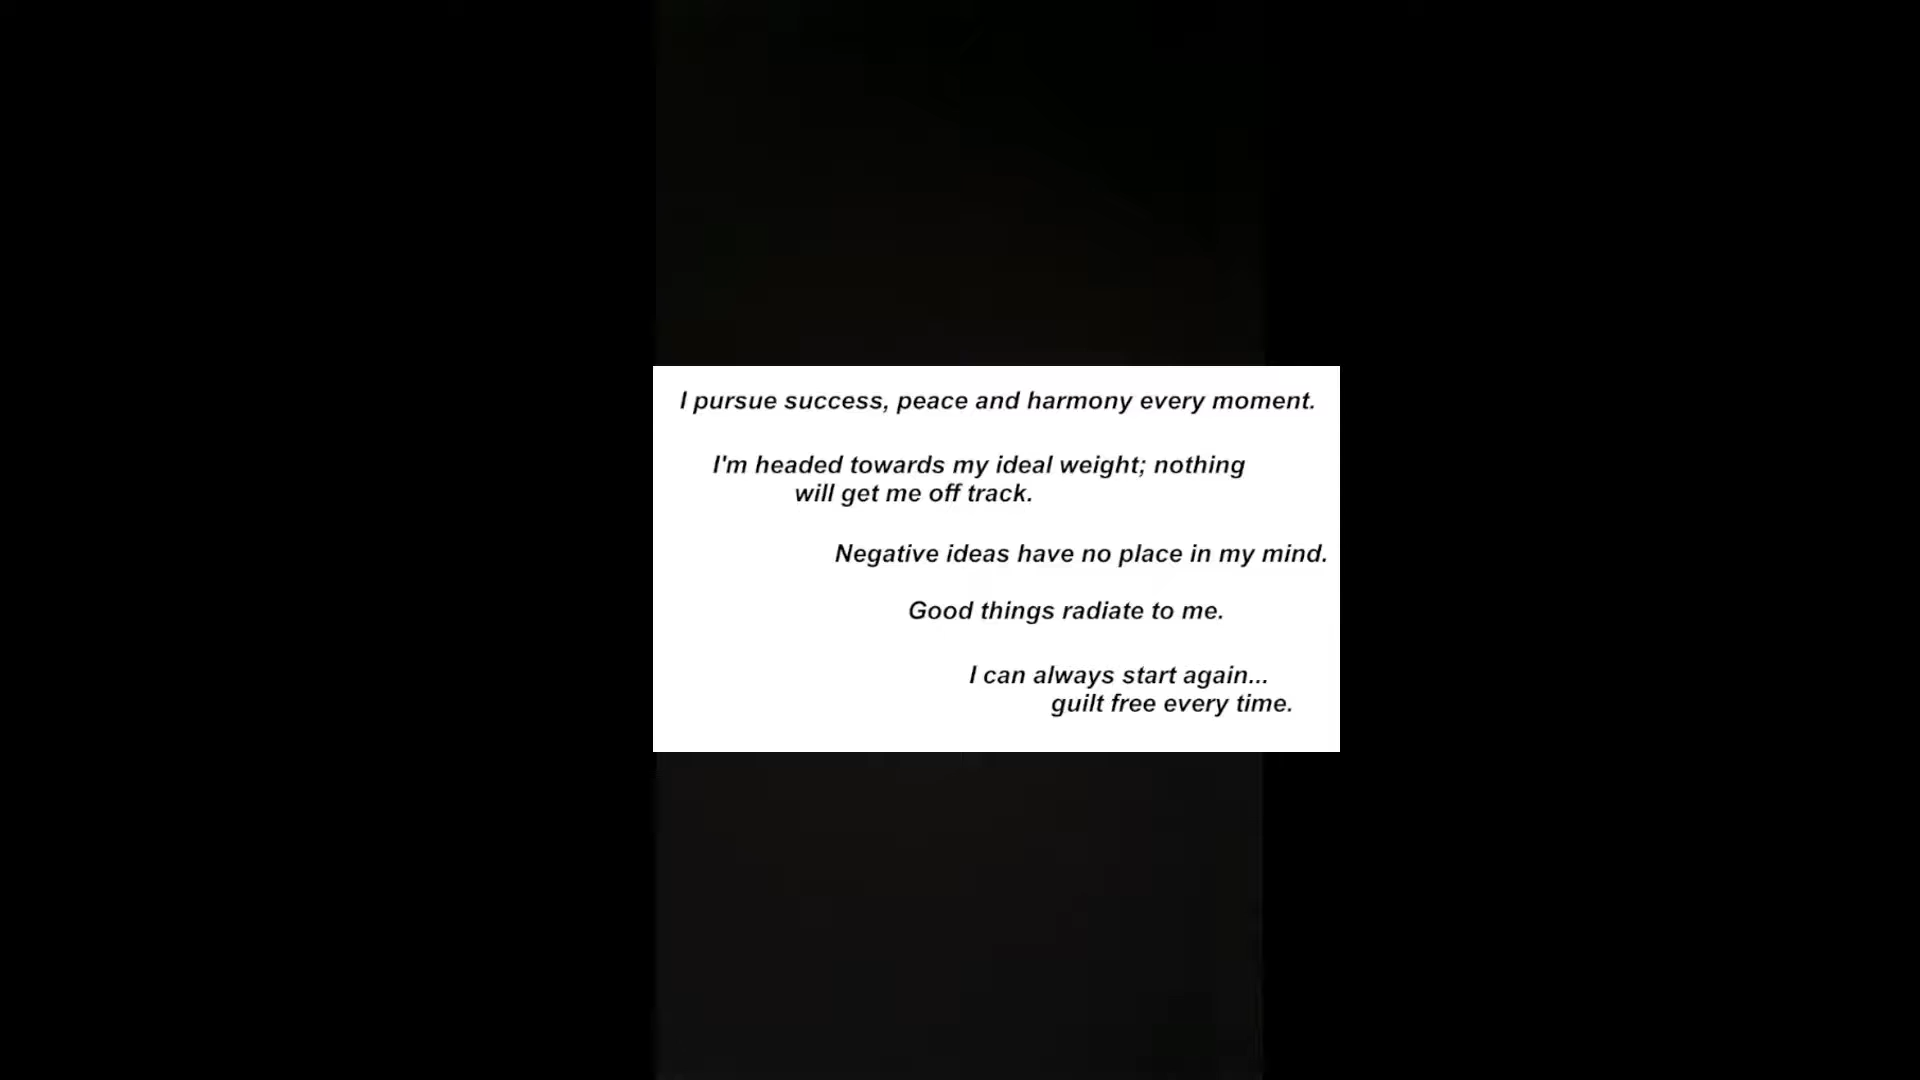 I pursue success, peace and harmony every moment.
I'm headed towards my ideal weight; nothing
will get me off track.
Negative ideas have no place in my mind.
Good things radiate to me.
I can always start again...
guilt free every time.